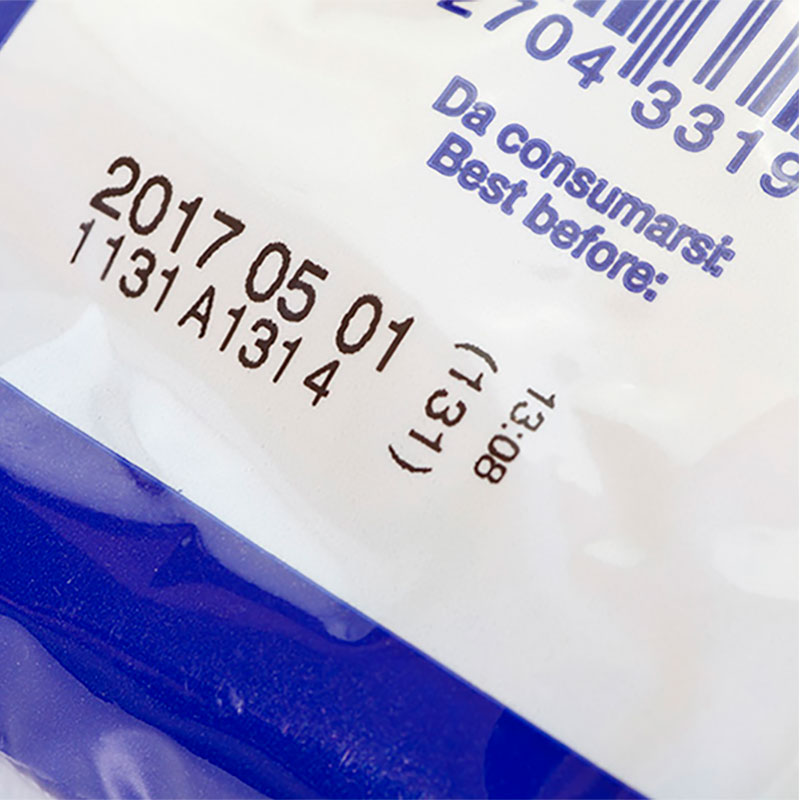 2704 3319
Da consumarsi:
Best before:
2017 05 01
1131 A1314
(131)
13:08